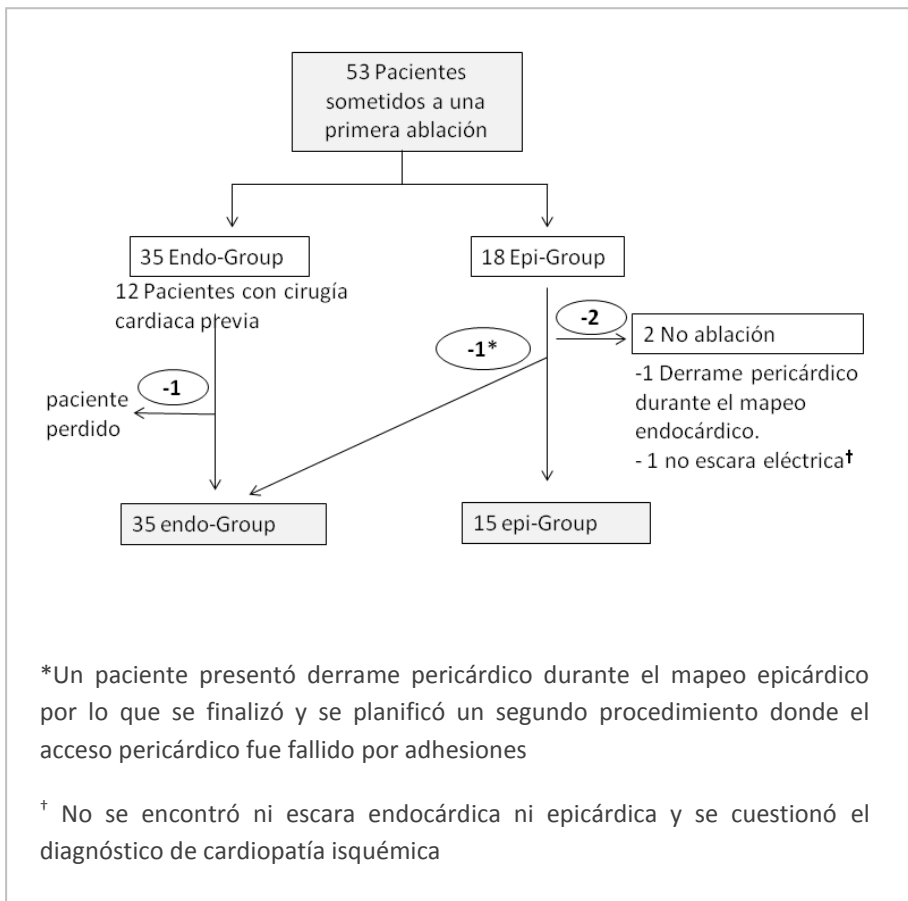 53 Pacientes
sometidos a una
primera ablación
35 Endo-Group
18 Epi-Group
12 Pacientes con cirugía
cardiaca previa
-2
2 No ablación
-1*
-1
paciente
perdido
-1 Derrame pericárdico
durante el mapeo
endocárdico.
- 1 no escara eléctrica†
35 endo-Group
15 epi-Group
*Un paciente presentó derrame pericárdico durante el mapeo epicárdico
por lo que se finalizó y se planificó un segundo procedimiento donde el
acceso pericárdico fue fallido por adhesiones
† No se encontró ni escara endocárdica ni epicárdica y se cuestionó el
diagnóstico de cardiopatía isquémica